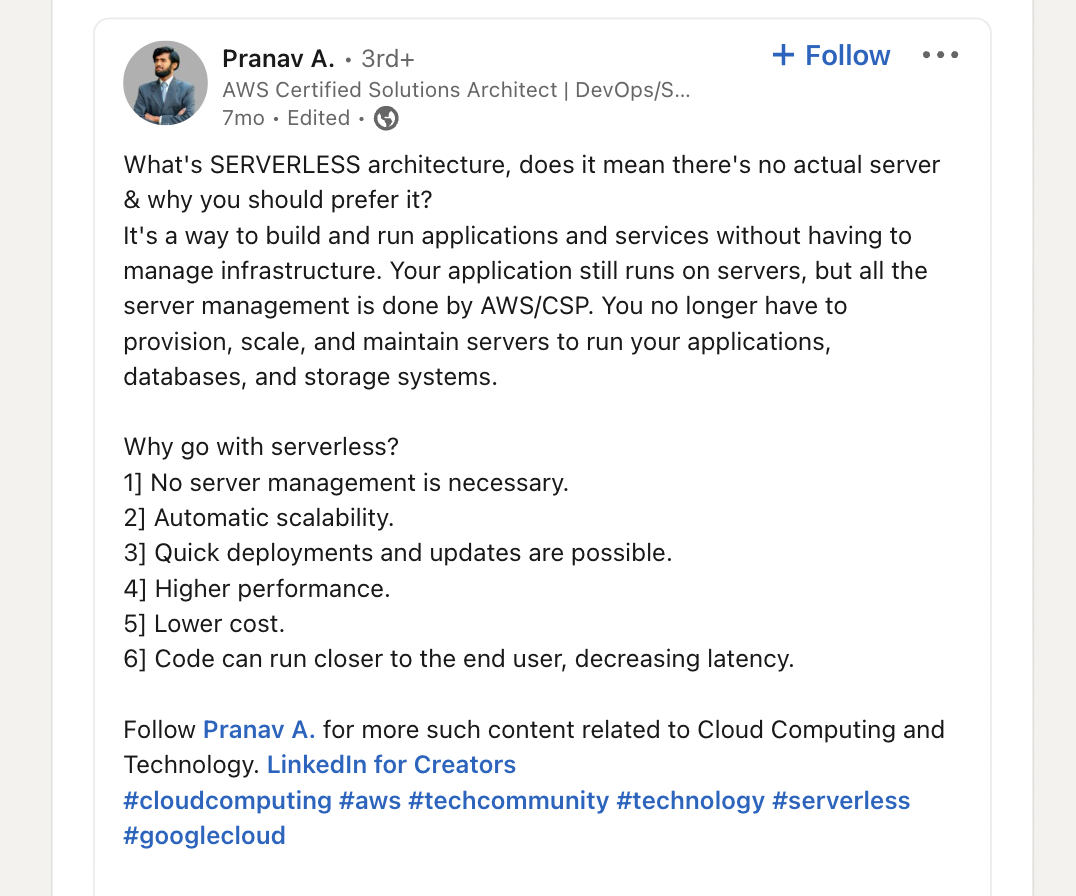 Pranav A. • 3rd+
+ Follow
AWS Certified Solutions Architect | DevOps/S...
7mo • Edited •
What's SERVERLESS architecture, does it mean there's no actual server
& why you should prefer it?
It's a way to build and run applications and services without having to
manage infrastructure. Your application still runs on servers, but all the
server management is done by AWS/CSP. You no longer have to
provision, scale, and maintain servers to run your applications,
databases, and storage systems.
Why go with serverless?
1] No server management is necessary.
2] Automatic scalability.
3] Quick deployments and updates are possible.
4] Higher performance.
5] Lower cost.
6] Code can run closer to the end user, decreasing latency.
Follow Pranav A. for more such content related to Cloud Computing and
Technology. LinkedIn for Creators
#cloudcomputing #aws #techcommunity #technology #serverless
#googlecloud